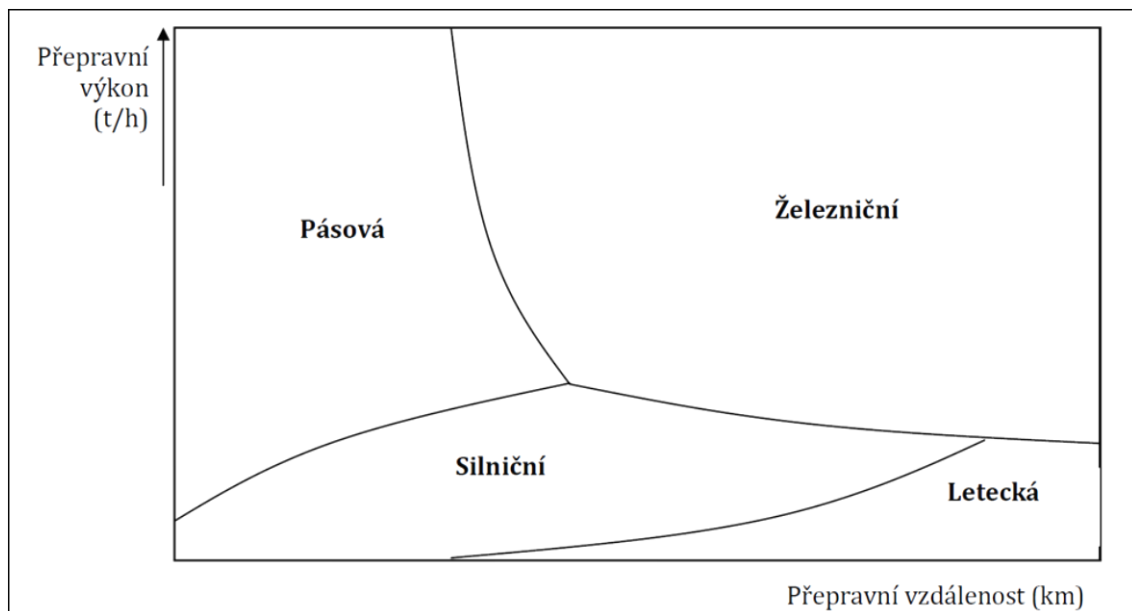 Přepravní
výkon
(t/h)
Železniční
Pásová
Silniční
Letecká
Přepravní vzdálenost (km)